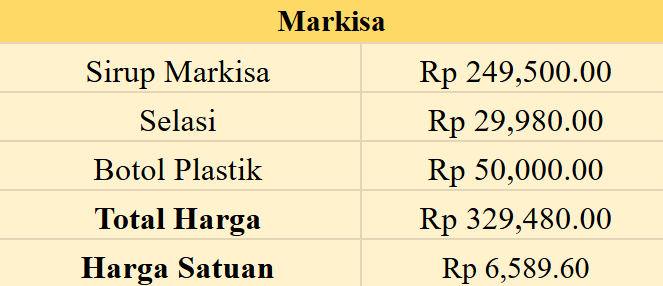 Markisa
Sirup Markisa Rp 249,500.00
Selasi Rp 29,980.00
Botol Plastik Rp 50,000.00
Total Harga Rp 329,480.00
Harga Satuan Rp 6,589.60